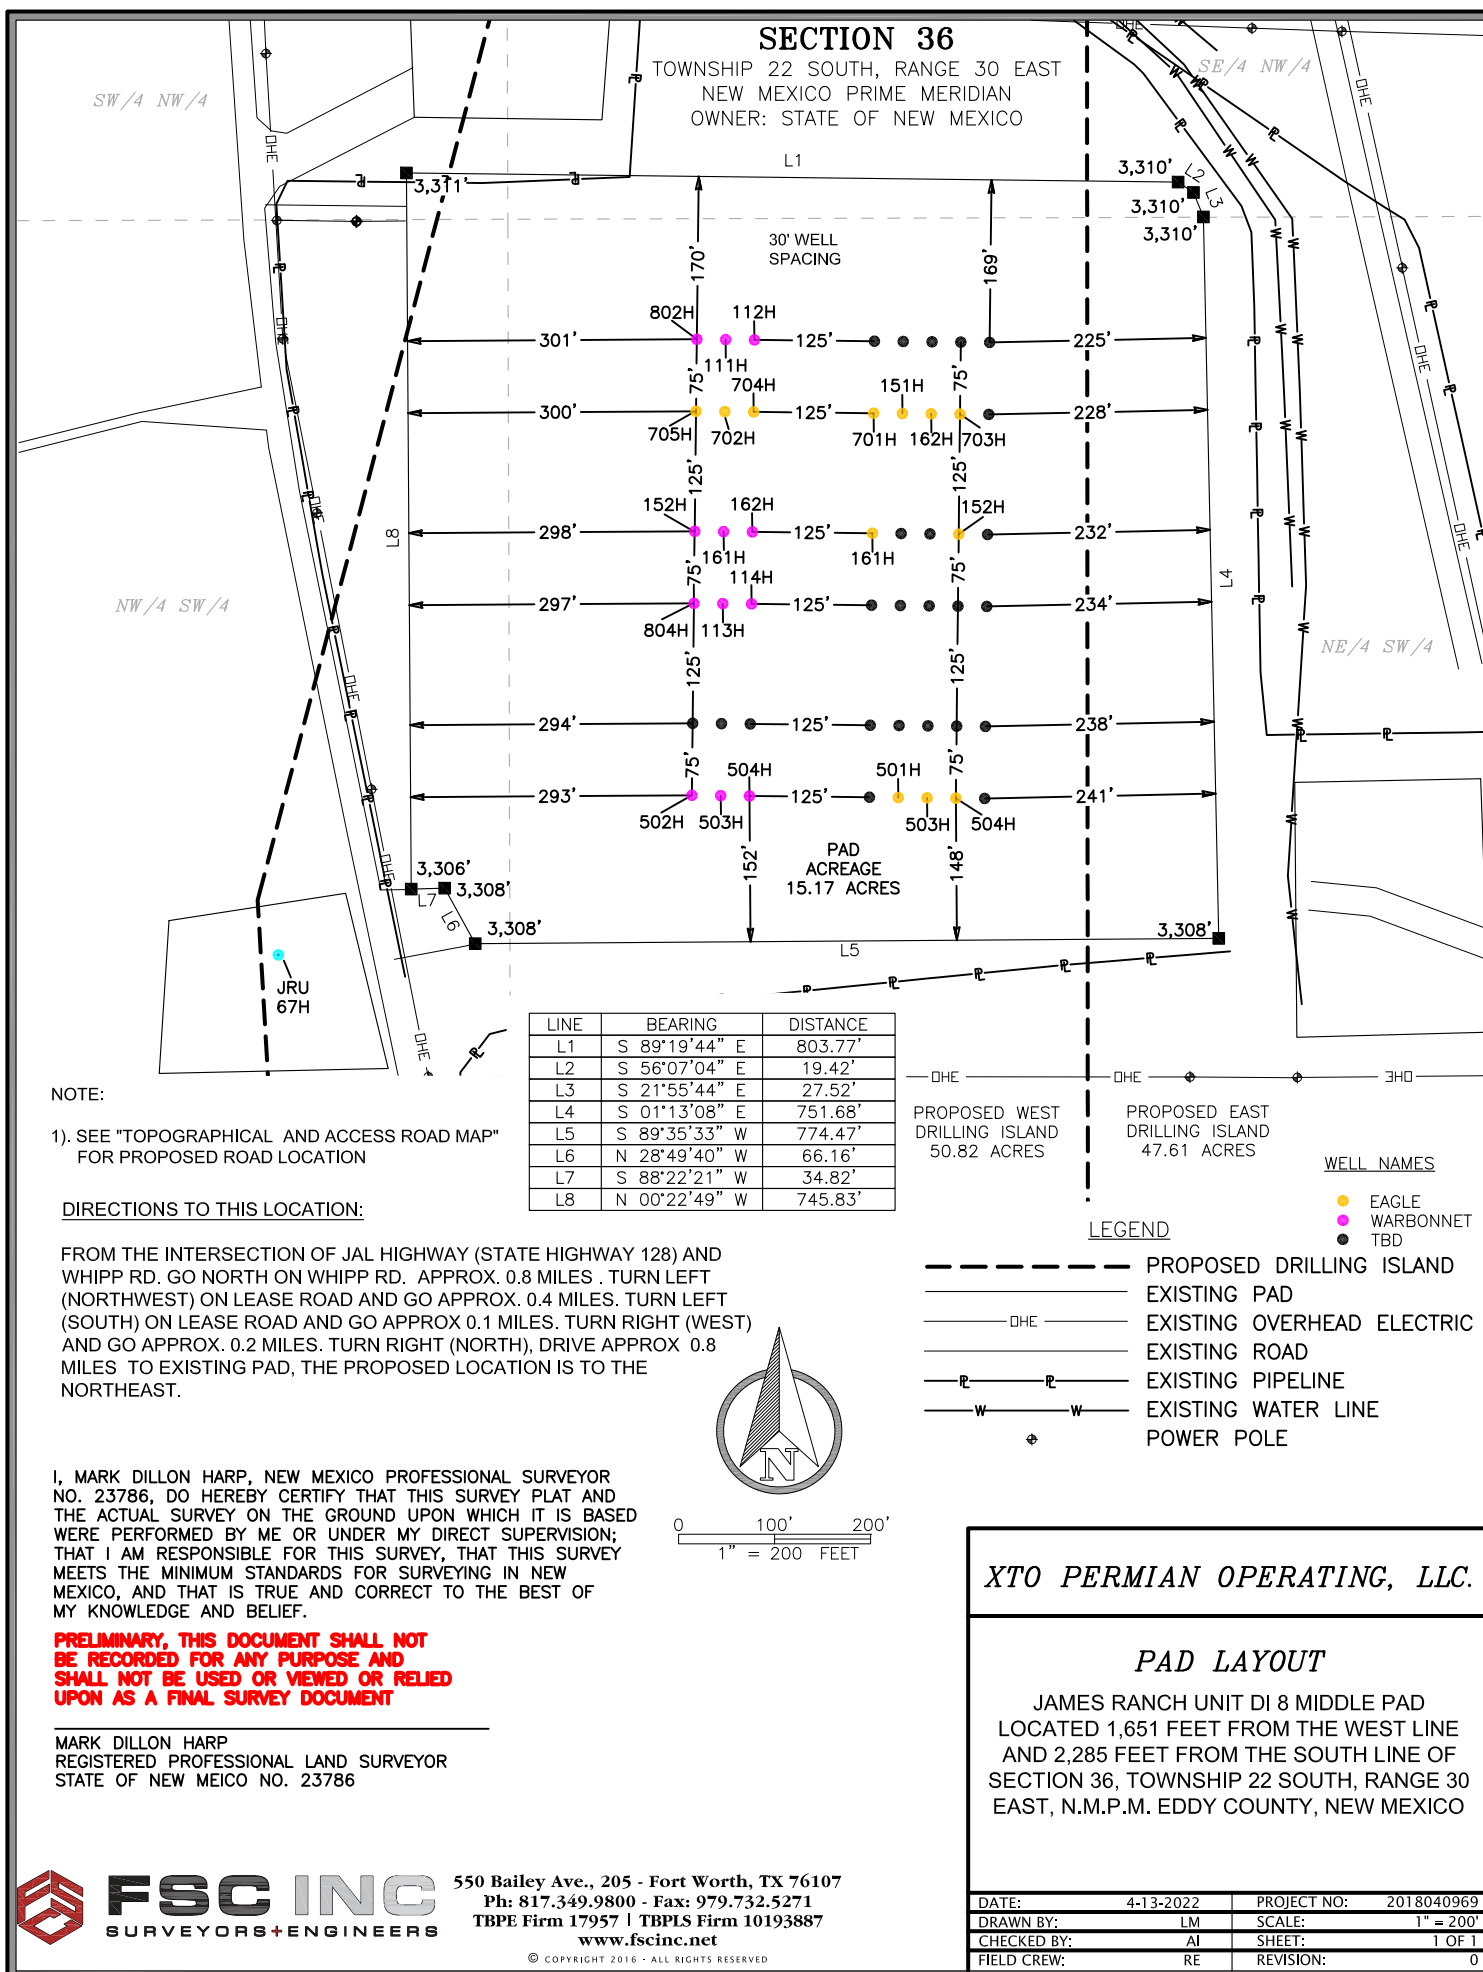 SECTION 36
TOWNSHIP 22 SOUTH, RANGE 30 EAST
NEW MEXICO PRIME MERIDIAN
OWNER: STATE OF NEW MEXICO
SW/4 NW/4
SE/4 NW/4
NW/4 SW/4
NE/4 SW/4
L1
3,311'
3,310'
L2
3,310'
L3
3,310'
30' WELL
SPACING
170'
169'
802H
112H
301'
125'
225'
111H
75'
75'
704H
151H
300'
125'
228'
705H
702H
701H
162H
703H
125'
125'
152H
162H
152H
298'
125'
232'
161H
161H
L8
L4
75'
75'
114H
297'
125'
234'
804H
113H
125'
125'
294'
125'
238'
75'
75'
504H
501H
293'
125'
241'
502H
503H
503H
504H
152'
148'
PAD
ACREAGE
15.17 ACRES
3,306'
3,308'
L7
L6
3,308'
3,308'
L5
JRU
67H
OHE
OHE
OHE
OHE
OHE
OHE
OHE
OHE
OHE
OHE
OHE
LINE BEARING DISTANCE
L1 S 89°19'44" E 803.77'
L2 S 56°07'04" E 19.42'
L3 S 21°55'44" E 27.52'
L4 S 01°13'08" E 751.68'
L5 S 89°35'33" W 774.47'
L6 N 28°49'40" W 66.16'
L7 S 88°22'21" W 34.82'
L8 N 00°22'49" W 745.83'
OHE OHE OHE
PROPOSED WEST
DRILLING ISLAND
50.82 ACRES
PROPOSED EAST
DRILLING ISLAND
47.61 ACRES
NOTE:
1). SEE "TOPOGRAPHICAL AND ACCESS ROAD MAP"
FOR PROPOSED ROAD LOCATION
DIRECTIONS TO THIS LOCATION:
FROM THE INTERSECTION OF JAL HIGHWAY (STATE HIGHWAY 128) AND
WHIPP RD. GO NORTH ON WHIPP RD. APPROX. 0.8 MILES . TURN LEFT
(NORTHWEST) ON LEASE ROAD AND GO APPROX. 0.4 MILES. TURN LEFT
(SOUTH) ON LEASE ROAD AND GO APPROX 0.1 MILES. TURN RIGHT (WEST)
AND GO APPROX. 0.2 MILES. TURN RIGHT (NORTH), DRIVE APPROX 0.8
MILES TO EXISTING PAD, THE PROPOSED LOCATION IS TO THE
NORTHEAST.
WELL NAMES
EAGLE
WARBONNET
TBD
LEGEND
PROPOSED DRILLING ISLAND
EXISTING PAD
OHE EXISTING OVERHEAD ELECTRIC
EXISTING ROAD
PL PL EXISTING PIPELINE
W W EXISTING WATER LINE
POWER POLE
N
0 100' 200'
1" = 200 FEET
I, MARK DILLON HARP, NEW MEXICO PROFESSIONAL SURVEYOR
NO. 23786, DO HEREBY CERTIFY THAT THIS SURVEY PLAT AND
THE ACTUAL SURVEY ON THE GROUND UPON WHICH IT IS BASED
WERE PERFORMED BY ME OR UNDER MY DIRECT SUPERVISION;
THAT I AM RESPONSIBLE FOR THIS SURVEY, THAT THIS SURVEY
MEETS THE MINIMUM STANDARDS FOR SURVEYING IN NEW
MEXICO, AND THAT IS TRUE AND CORRECT TO THE BEST OF
MY KNOWLEDGE AND BELIEF.
PRELIMINARY, THIS DOCUMENT SHALL NOT
BE RECORDED FOR ANY PURPOSE AND
SHALL NOT BE USED OR VIEWED OR RELIED
UPON AS A FINAL SURVEY DOCUMENT
MARK DILLON HARP
REGISTERED PROFESSIONAL LAND SURVEYOR
STATE OF NEW MEICO NO. 23786
XTO PERMIAN OPERATING, LLC.
PAD LAYOUT
JAMES RANCH UNIT DI 8 MIDDLE PAD
LOCATED 1,651 FEET FROM THE WEST LINE
AND 2,285 FEET FROM THE SOUTH LINE OF
SECTION 36, TOWNSHIP 22 SOUTH, RANGE 30
EAST, N.M.P.M. EDDY COUNTY, NEW MEXICO
FSC INC
SURVEYORS+ENGINEERS
550 Bailey Ave., 205 - Fort Worth, TX 76107
Ph: 817.349.9800 - Fax: 979.732.5271
TBPE Firm 17957 | TBPLS Firm 10193887
www.fscinc.net
© COPYRIGHT 2016 - ALL RIGHTS RESERVED
DATE: 4-13-2022 PROJECT NO: 2018040969
DRAWN BY: LM SCALE: 1" = 200'
CHECKED BY: AI SHEET: 1 OF 1
FIELD CREW: RE REVISION: 0